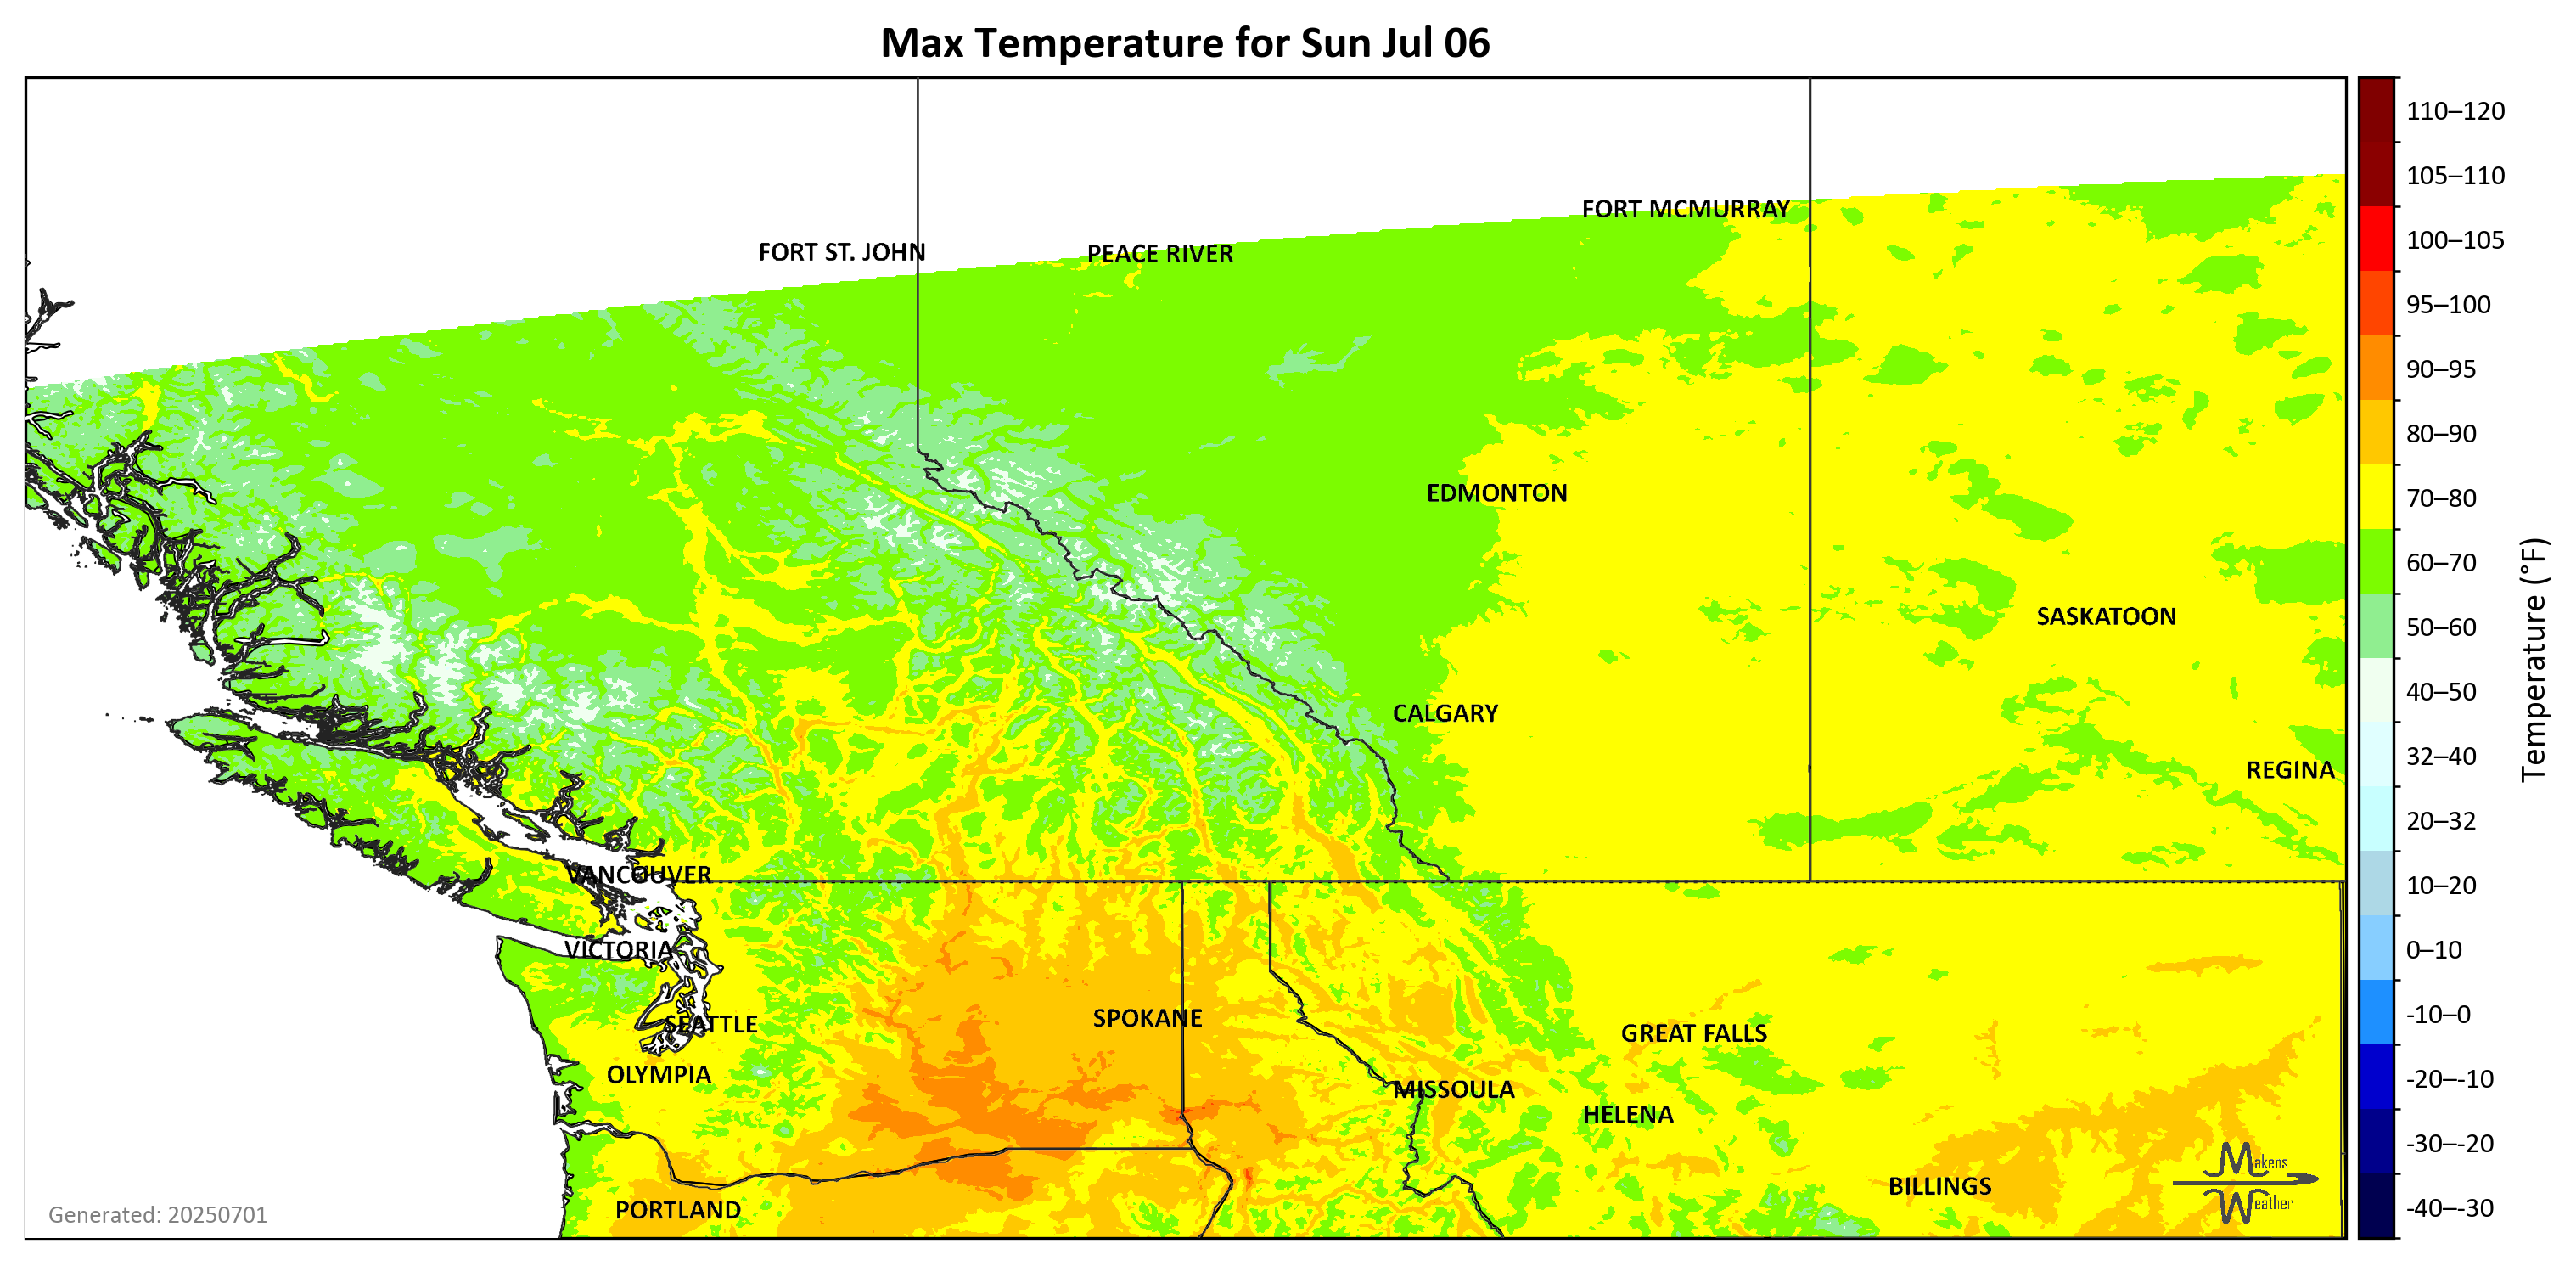 Max Temperature for Sun Jul 06
FORT MCMURRAY
FORT ST. JOHN
PEACE RIVER
EDMONTON
SASKATOON
CALGARY
REGINA
VANCOUVER
VICTORIA
SEATTLE
SPOKANE
GREAT FALLS
OLYMPIA
MISSOULA
HELENA
BILLINGS
PORTLAND
Makens
Weather
Generated: 20250701
110–120
105–110
100–105
95–100
90–95
80–90
70–80
60–70
50–60
40–50
32–40
20–32
10–20
0–10
-10–0
-20–-10
-30–-20
-40–-30
Temperature (°F)